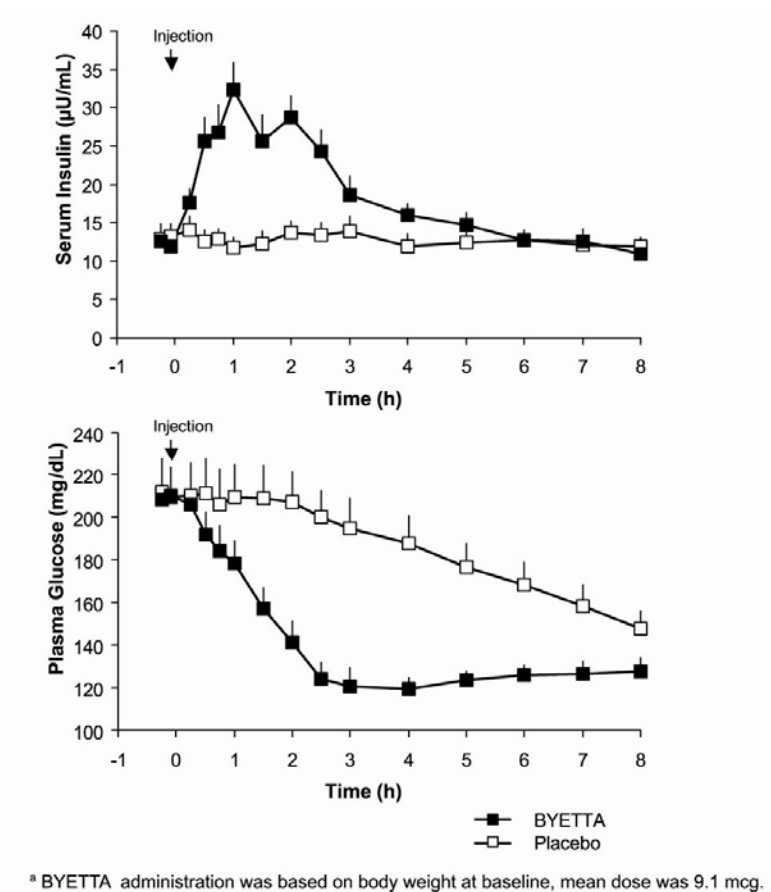 Injection
40
35
30
25
20
15
10
5
0
Serum Insulin (µU/mL)
-1 0 1 2 3 4 5 6 7 8
Time (h)
Injection
240
220
200
180
160
140
120
100
Plasma Glucose (mg/dL)
-1 0 1 2 3 4 5 6 7 8
Time (h)
BYETTA
Placebo
ª BYETTA administration was based on body weight at baseline, mean dose was 9.1 mcg.